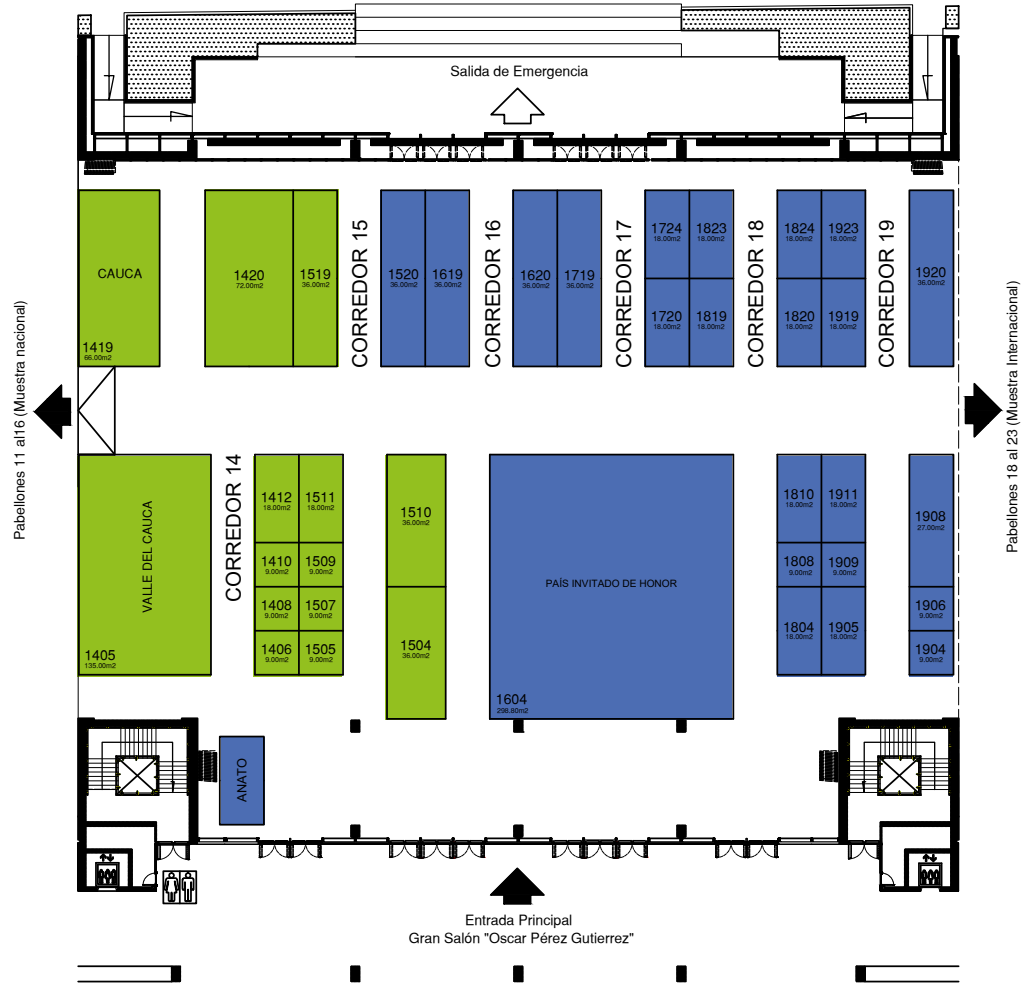 Salida de Emergencia
CAUCA
1419
66.00m2
1420
72.00m2
1519
36.00m2
CORREDOR 15
1520
36.00m2
1619
36.00m2
CORREDOR 16
1620
36.00m2
1719
36.00m2
CORREDOR 17
1724
18.00m2
1823
18.00m2
1720
18.00m2
1819
18.00m2
CORREDOR 18
1824
18.00m2
1923
18.00m2
1820
18.00m2
1919
18.00m2
CORREDOR 19
1920
36.00m2
Pabellones 11 al16 (Muestra nacional)
Pabellones 18 al 23 (Muestra Internacional)
VALLE DEL CAUCA
1405
135.00m2
CORREDOR 14
1412
18.00m2
1511
18.00m2
1410
9.00m2
1509
9.00m2
1408
9.00m2
1507
9.00m2
1406
9.00m2
1505
9.00m2
1510
36.00m2
1504
36.00m2
PAÍS INVITADO DE HONOR
1604
298.80m2
1810
18.00m2
1911
18.00m2
1808
9.00m2
1909
9.00m2
1804
18.00m2
1905
18.00m2
1908
27.00m2
1906
9.00m2
1904
9.00m2
ANATO
Entrada Principal
Gran Salón "Oscar Pérez Gutierrez"